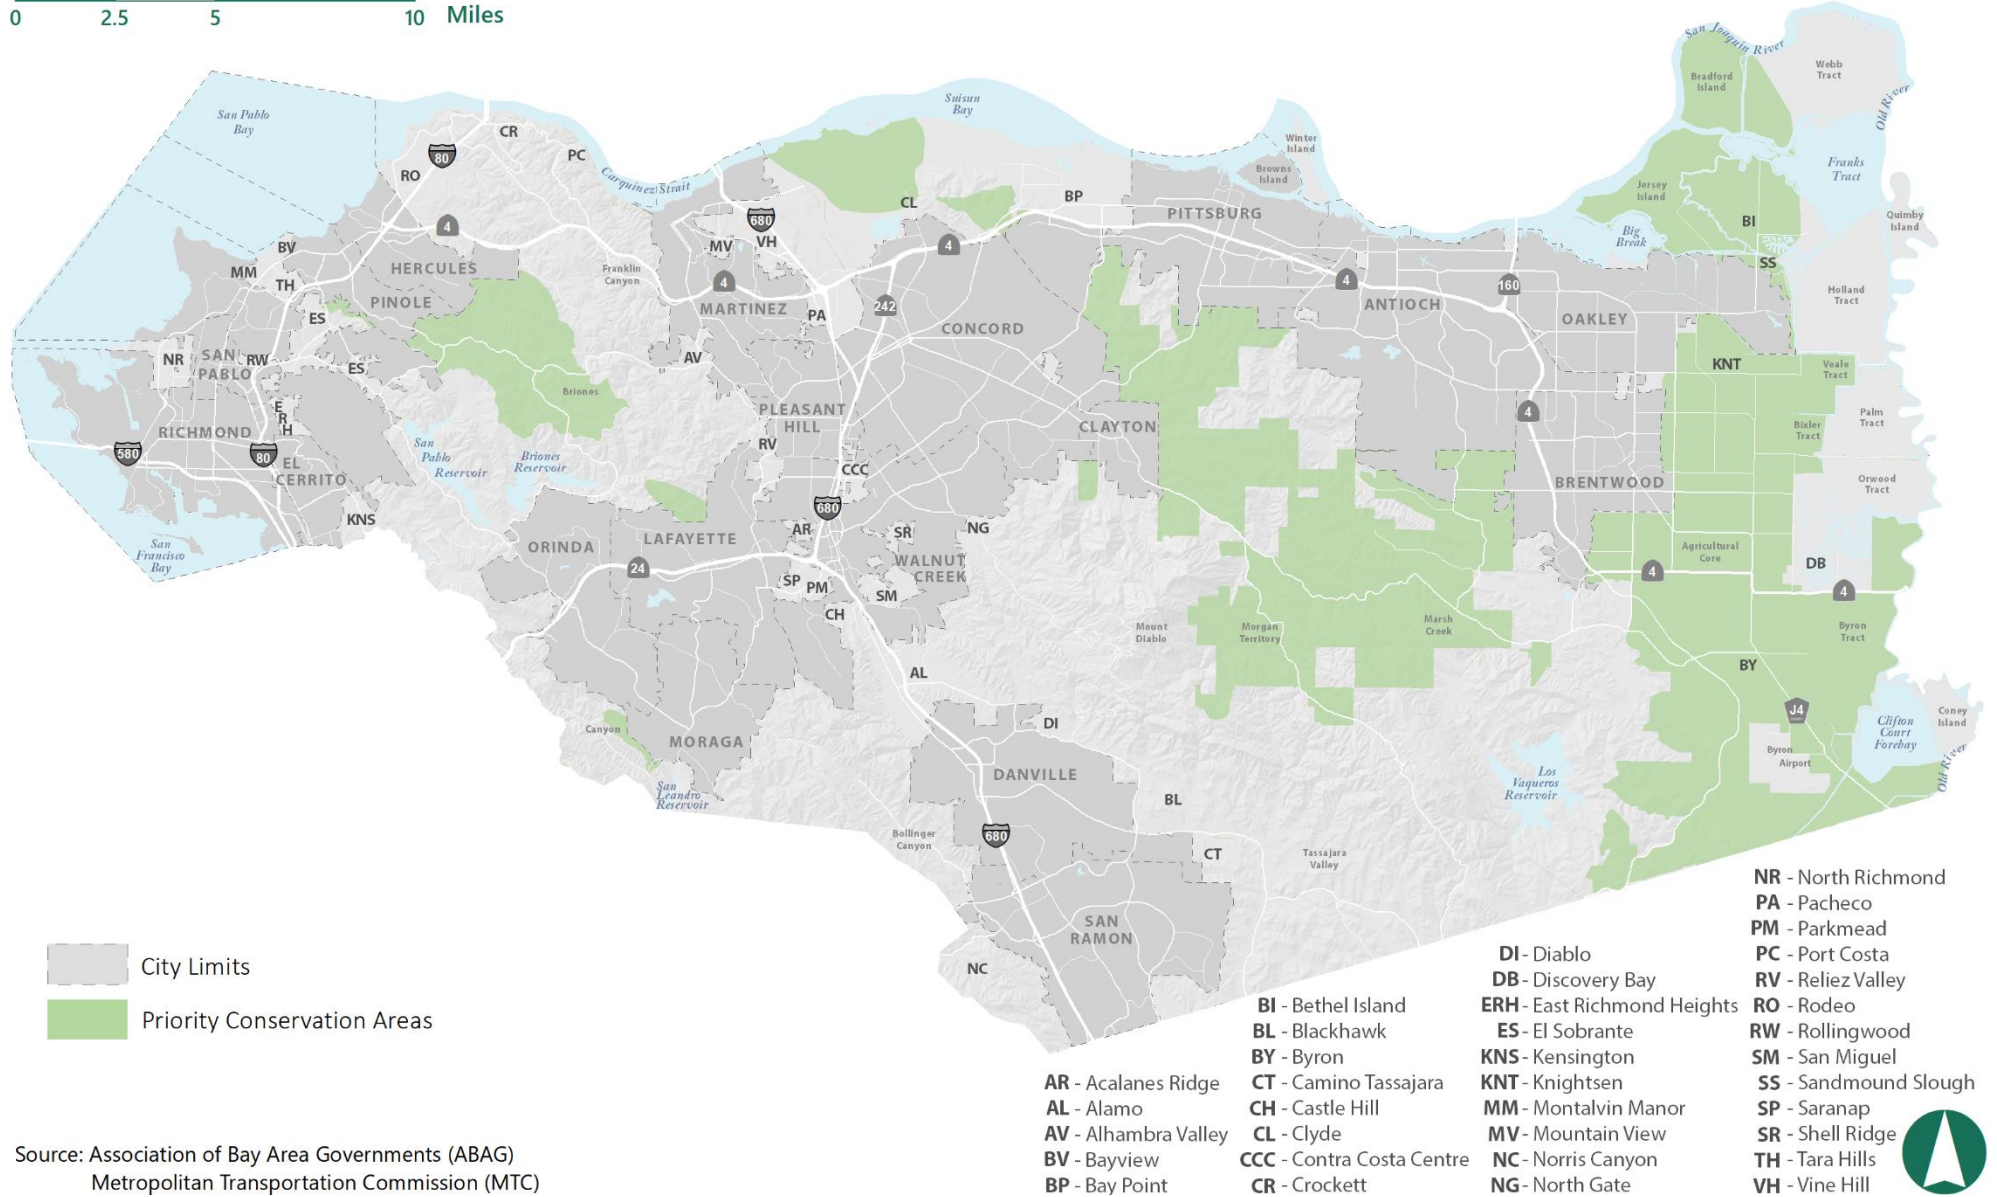 0 2.5 5 10 Miles
San Pablo
Bay
CR
80
PC
RO
Carquinez Strait
4
Suisun
Bay
CL
BP
Winter
Island
Browns
Island
PITTSBURG
San Joaquin River
Bradford
Island
Webb
Tract
Old River
Franks
Tract
Jersey
Island
BI
Quimby
Island
Big
Break
SS
BV
MM
TH
HERCULES
PINOLE
ES
Franklin
Canyon
680
MV
VH
4
MARTINEZ
PA
4
242
CONCORD
4
ANTIOCH
160
OAKLEY
Holland
Tract
NR
SAN
PABLO
RW
ES
AV
Briones
KNT
Veale
Tract
E
R
H
RICHMOND
580
80
EL
CERRITO
KNS
San
Pablo
Reservoir
Briones
Reservoir
PLEASANT
HILL
RV
CCC
680
CLAYTON
4
BRENTWOOD
Palm
Tract
Bixler
Tract
Orwood
Tract
San
Francisco
Bay
ORINDA
LAFAYETTE
24
AR
SR
NG
WALNUT
CREEK
SP
PM
SM
CH
Agricultural
Core
4
DB
4
Mount
Diablo
Morgan
Territory
Marsh
Creek
Byron
Tract
BY
AL
Canyon
MORAGA
San
Leandro
Reservoir
DI
DANVILLE
BL
680
Bollinger
Canyon
CT
Tassajara
Valley
Los
Vaqueros
Reservoir
J4
Byron
Airport
Clifton
Court
Forebay
Coney
Island
Old River
SAN
RAMON
NC
City Limits
Priority Conservation Areas
AR - Acalanes Ridge
AL - Alamo
AV - Alhambra Valley
BV - Bayview
BP - Bay Point
BI - Bethel Island
BL - Blackhawk
BY - Byron
CT - Camino Tassajara
CH - Castle Hill
CL - Clyde
CCC - Contra Costa Centre
CR - Crockett
DI - Diablo
DB - Discovery Bay
ERH - East Richmond Heights
ES - El Sobrante
KNS - Kensington
KNT - Knightsen
MM - Montalvin Manor
MV - Mountain View
NC - Norris Canyon
NG - North Gate
NR - North Richmond
PA - Pacheco
PM - Parkmead
PC - Port Costa
RV - Reliez Valley
RO - Rodeo
RW - Rollingwood
SM - San Miguel
SS - Sandmound Slough
SP - Saranap
SR - Shell Ridge
TH - Tara Hills
VH - Vine Hill
Source: Association of Bay Area Governments (ABAG)
Metropolitan Transportation Commission (MTC)